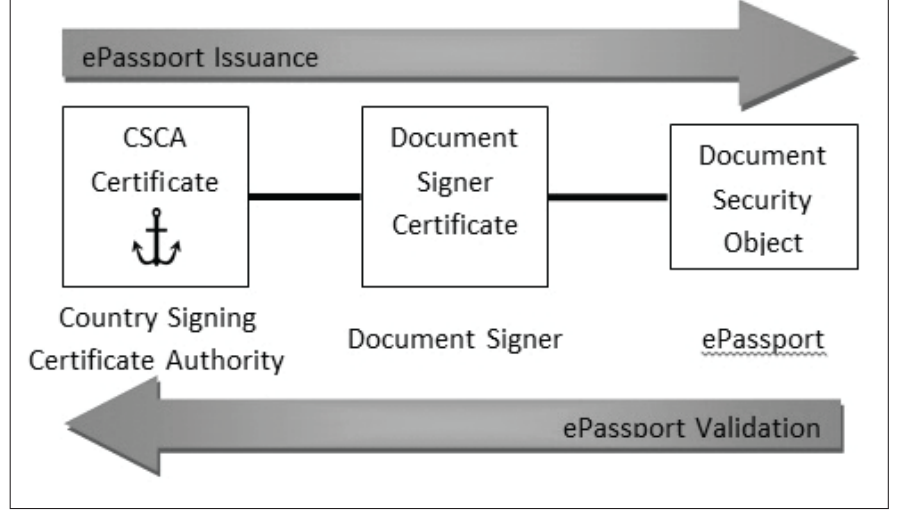 ePassport Issuance
CSCA
Certificate
Document
Signer
Certificate
Document
Security
Object
Country Signing
Certificate Authority
Document Signer
ePassport
ePassport Validation